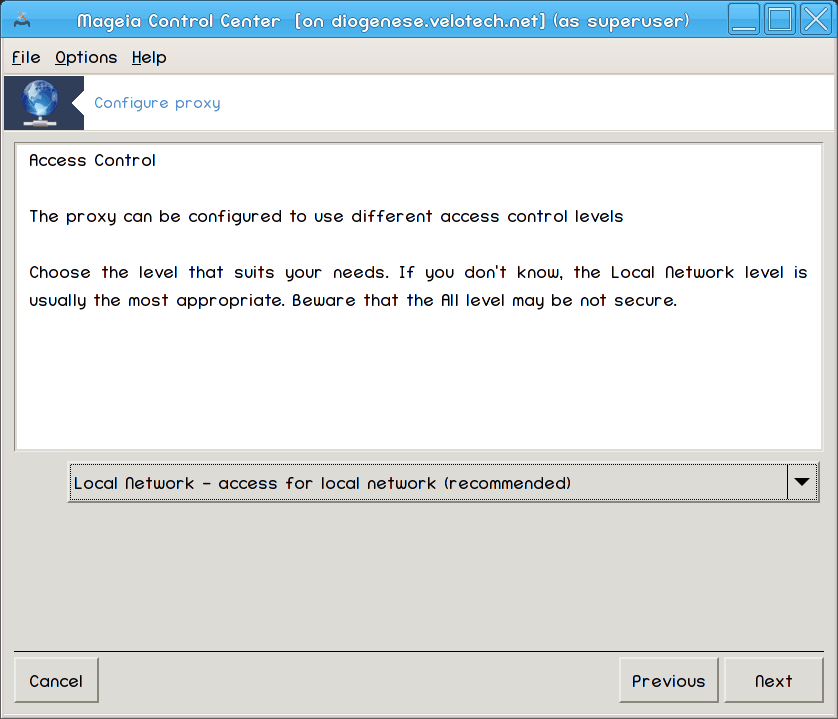 Mageia Control Center [on diogenese.velotech.net] (as superuser)
File Options Help
Configure proxy
Access Control
The proxy can be configured to use different access control levels
Choose the level that suits your needs. If you don't know, the Local Network level is
usually the most appropriate. Beware that the All level may be not secure.
Local Network - access for local network (recommended)
Cancel Previous Next